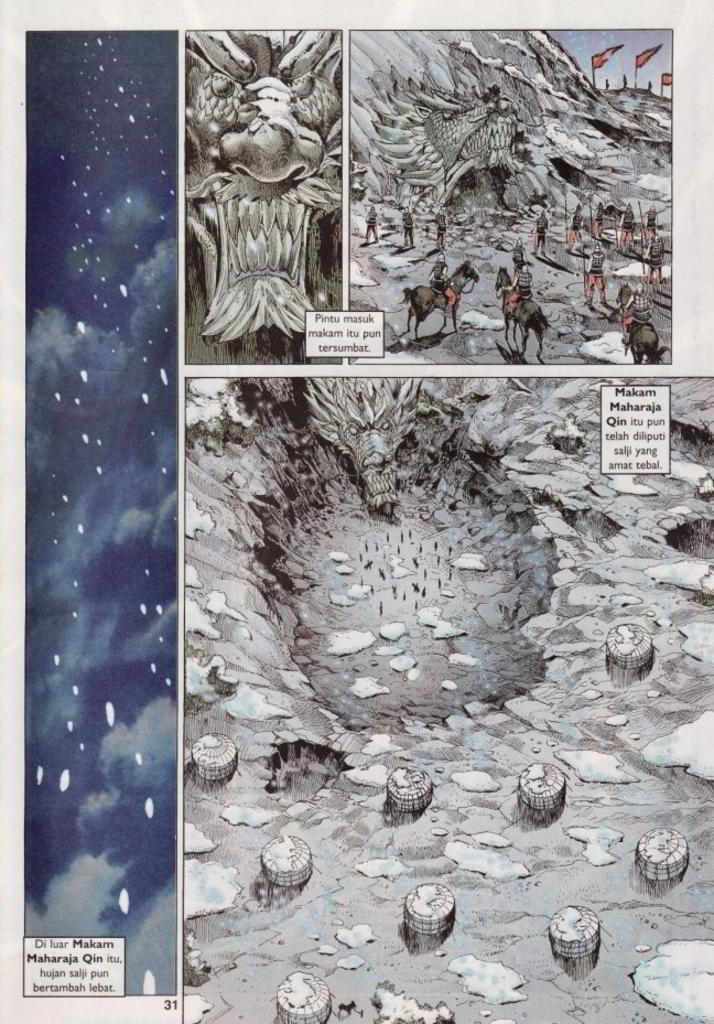 Di luar Makam
Maharaja Qin itu,
hujan salji pun
bertambah lebat.
Pintu masuk
makam itu pun
tersumbat.
Makam
Maharaja
Qin itu pun
telah diliputi
salji yang
amat tebal.
31